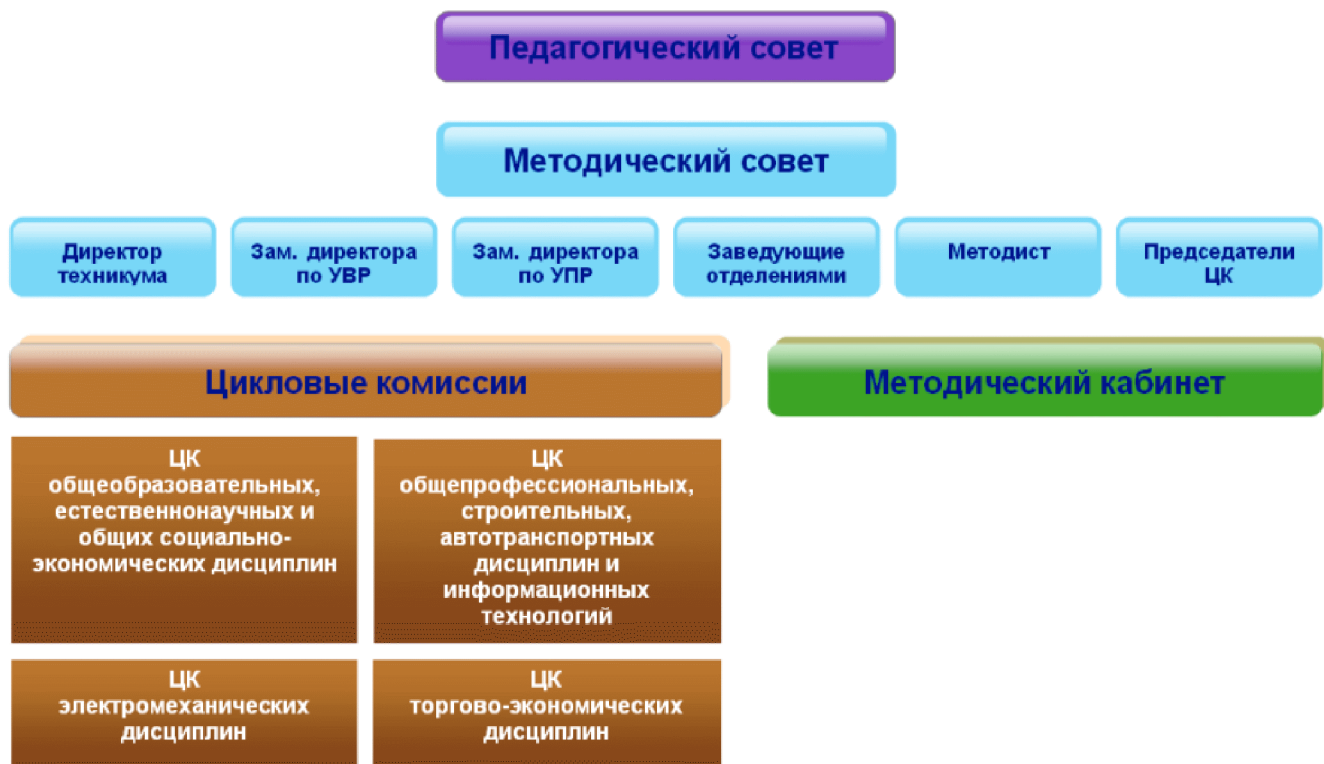 Педагогический совет
Методический совет
Директор
техникума
Зам. директора
по УВР
Зам. директора
по УПР
Заведующие
отделениями
Методист
Председатели
ЦК
Цикловые комиссии
Методический кабинет
ЦК
общеобразовательных,
естественнонаучных и
общих социально-
экономических дисциплин
ЦК
общепрофессиональных,
строительных,
автотранспортных
дисциплин и
информационных
технологий
ЦК
электромеханических
дисциплин
ЦК
торгово-экономических
дисциплин